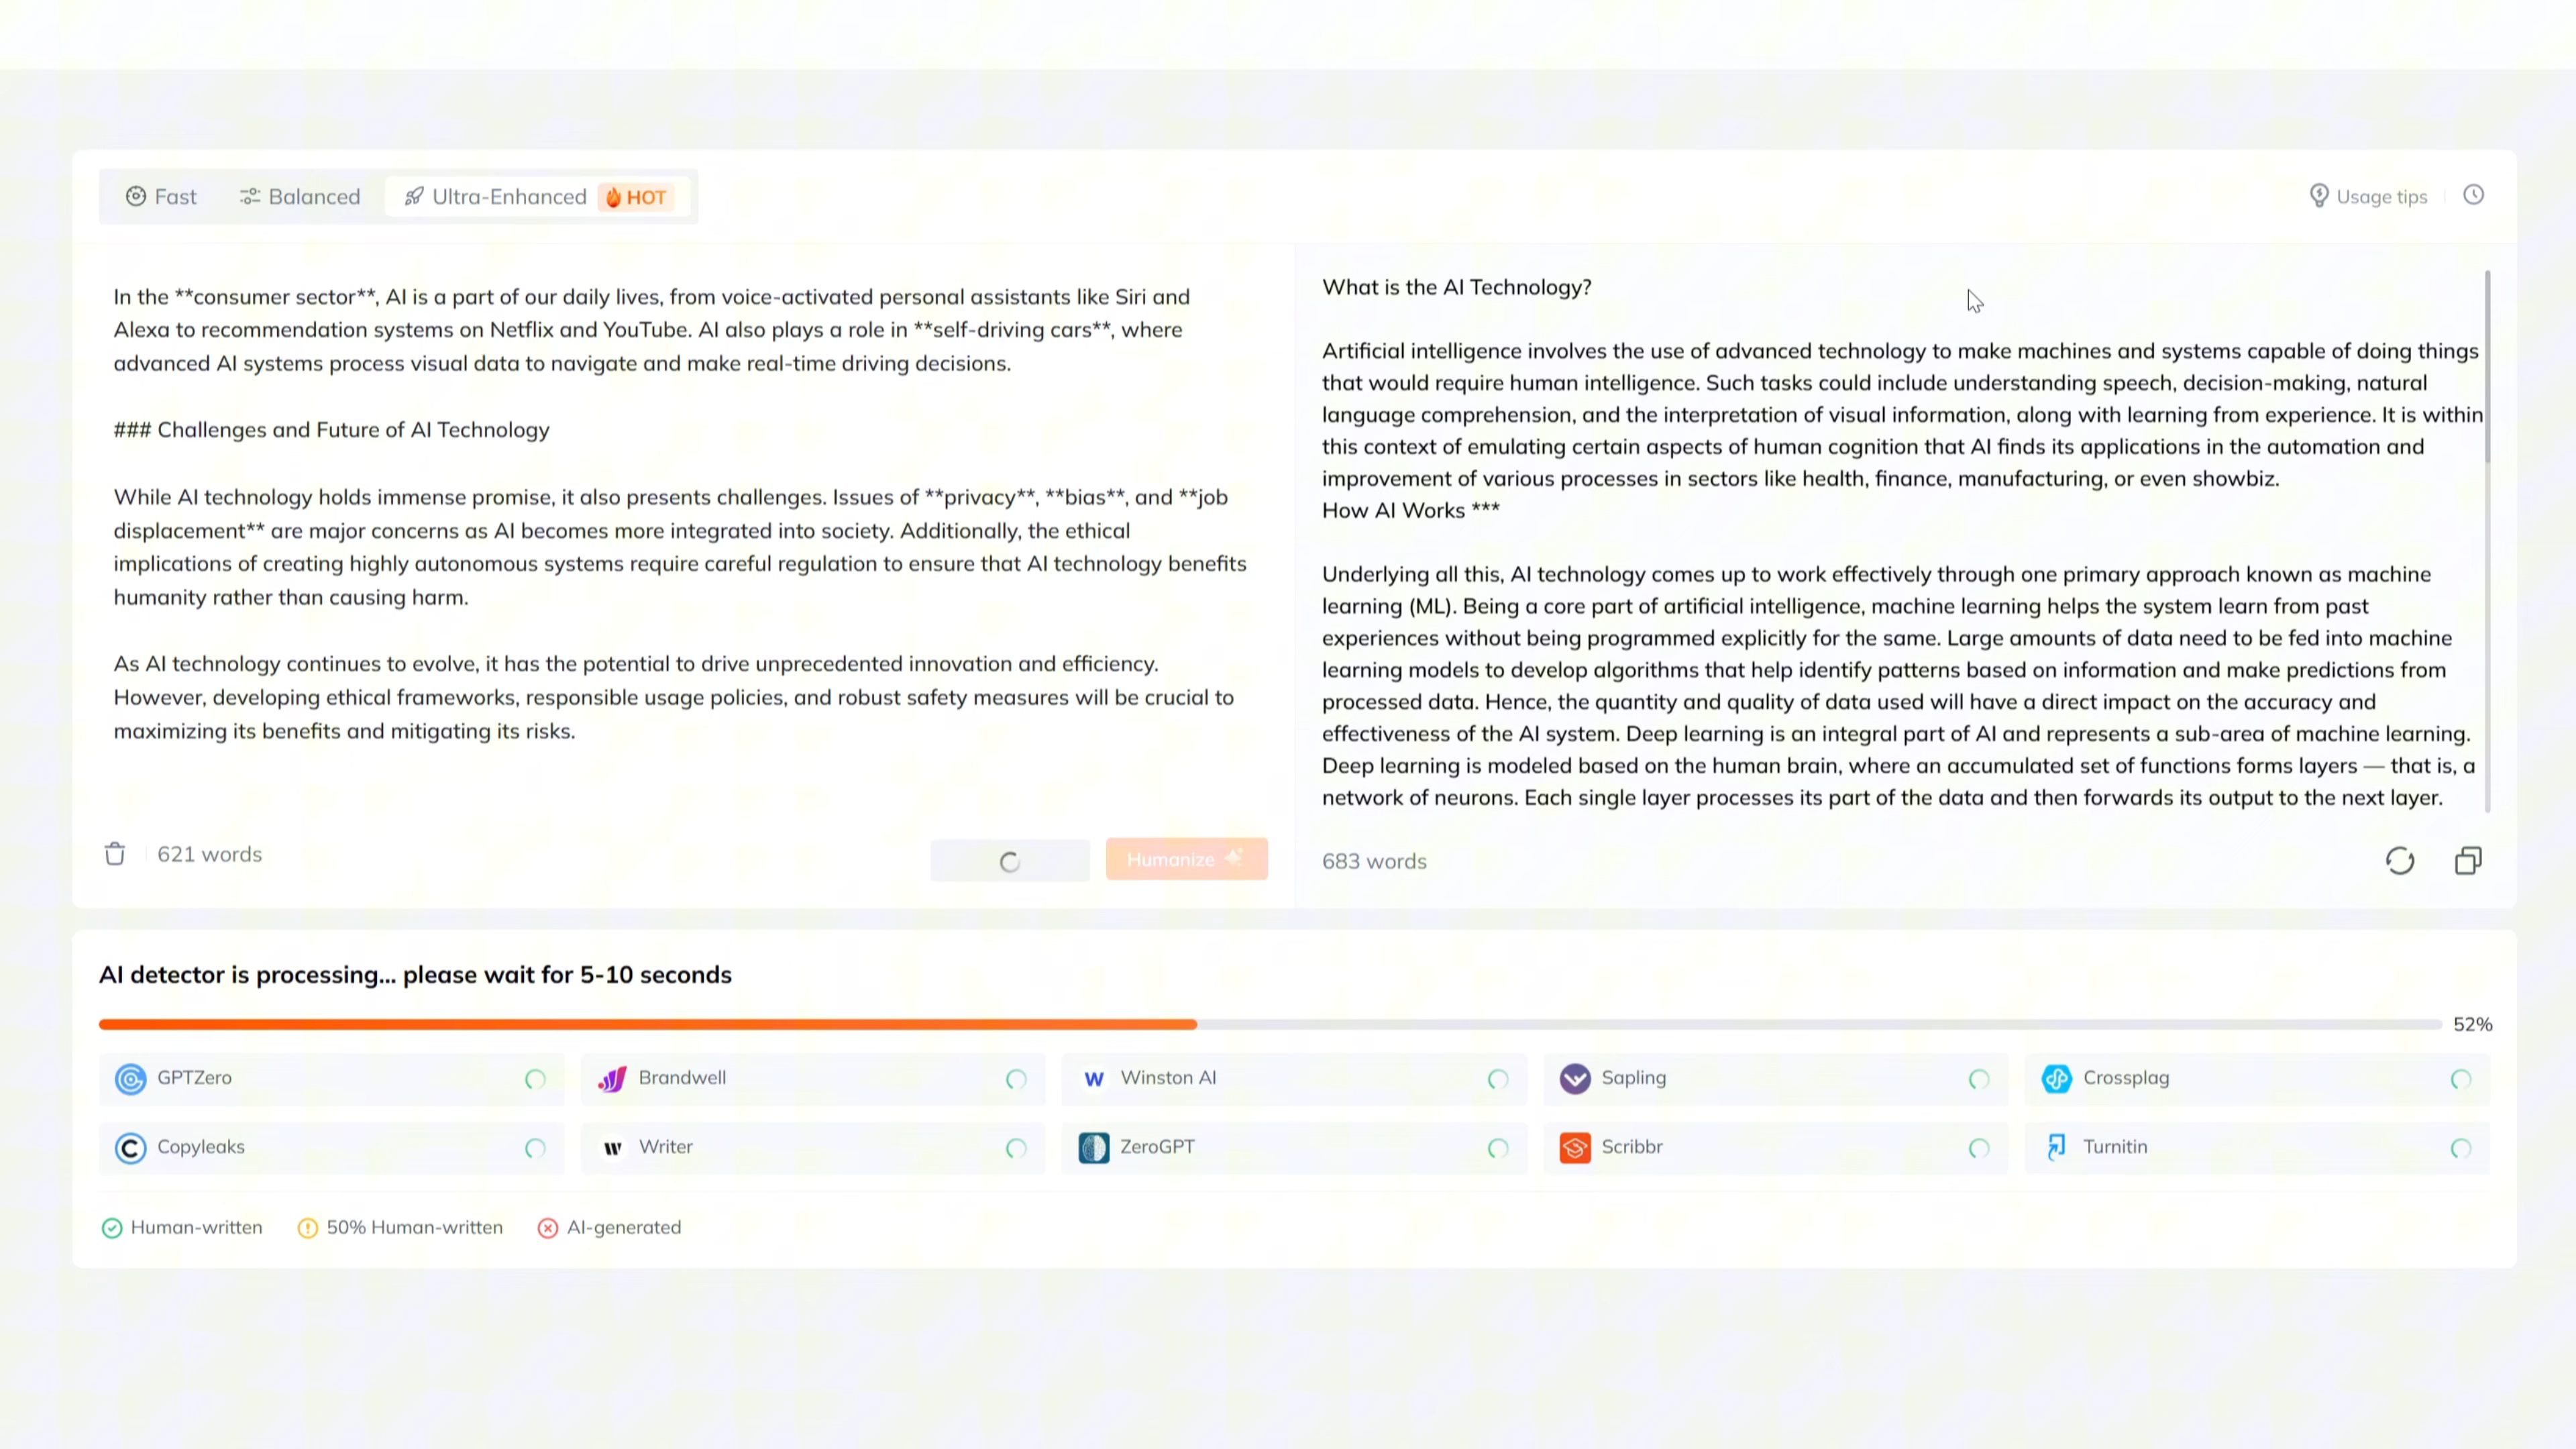 Fast
Balanced
Ultra-Enhanced
HOT
Usage tips
In the **consumer sector**, AI is a part of our daily lives, from voice-activated personal assistants like Siri and
Alexa to recommendation systems on Netflix and YouTube. AI also plays a role in **self-driving cars**, where
advanced AI systems process visual data to navigate and make real-time driving decisions.
### Challenges and Future of AI Technology
While AI technology holds immense promise, it also presents challenges. Issues of **privacy**, **bias**, and **job
displacement** are major concerns as AI becomes more integrated into society. Additionally, the ethical
implications of creating highly autonomous systems require careful regulation to ensure that AI technology benefits
humanity rather than causing harm.
As AI technology continues to evolve, it has the potential to drive unprecedented innovation and efficiency.
However, developing ethical frameworks, responsible usage policies, and robust safety measures will be crucial to
maximizing its benefits and mitigating its risks.
621 words
Humanize
What is the AI Technology?
Artificial intelligence involves the use of advanced technology to make machines and systems capable of doing things
that would require human intelligence. Such tasks could include understanding speech, decision-making, natural
language comprehension, and the interpretation of visual information, along with learning from experience. It is within
this context of emulating certain aspects of human cognition that AI finds its applications in the automation and
improvement of various processes in sectors like health, finance, manufacturing, or even showbiz.
How AI Works ***
Underlying all this, AI technology comes up to work effectively through one primary approach known as machine
learning (ML). Being a core part of artificial intelligence, machine learning helps the system learn from past
experiences without being programmed explicitly for the same. Large amounts of data need to be fed into machine
learning models to develop algorithms that help identify patterns based on information and make predictions from
processed data. Hence, the quantity and quality of data used will have a direct impact on the accuracy and
effectiveness of the AI system. Deep learning is an integral part of AI and represents a sub-area of machine learning.
Deep learning is modeled based on the human brain, where an accumulated set of functions forms layers — that is, a
network of neurons. Each single layer processes its part of the data and then forwards its output to the next layer.
683 words
AI detector is processing... please wait for 5-10 seconds
52%
GPTZero
Brandwell
Winston AI
Sapling
Crossplag
Copyleaks
Writer
ZeroGPT
Scribbr
Turnitin
Human-written
50% Human-written
AI-generated